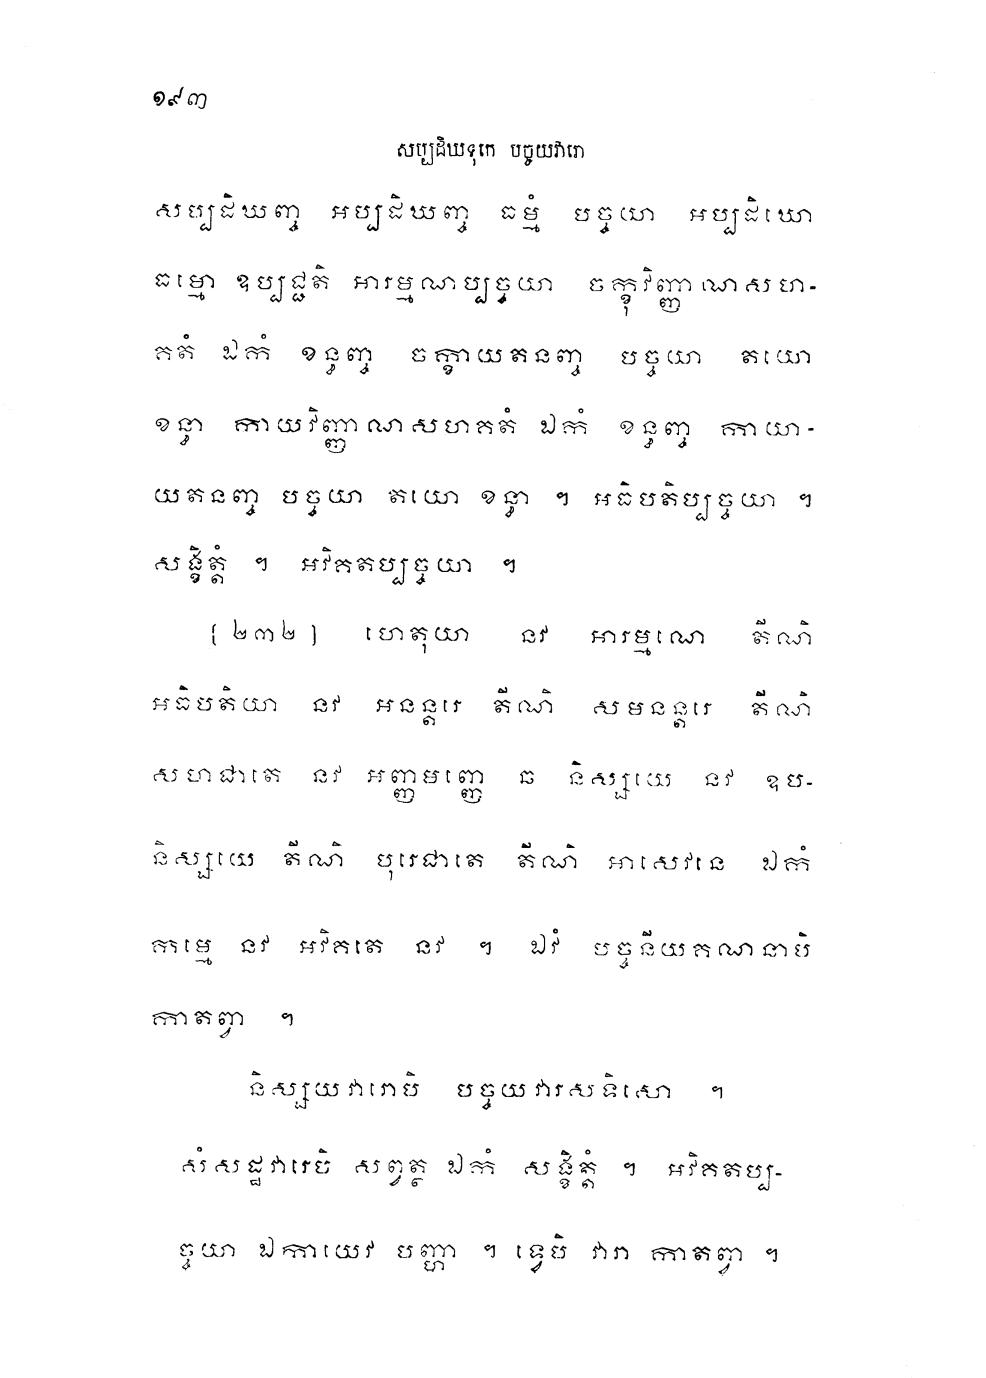 ១៩៣
សប្បដិឃទុកេ បច្ចយវារោ
សប្បដិឃញ្ច អប្បដិឃញ្ច ធម្មំ បច្ចយា អប្បដិឃោ
ធម្មោ ឧប្បជ្ជតិ អារម្មណប្បច្ចយា ចក្ខុវិញ្ញាណសហ-
គតំ ឯកំ ខន្ធញ្ច ចក្ខាយតនញ្ច បច្ចយា តយោ
ខន្ធា កាយវិញ្ញាណសហគតំ ឯកំ ខន្ធញ្ច កាយា-
យតនញ្ច បច្ចយា តយោ ខន្ធា ។ អធិបតិប្បច្ចយា ។
សង្ខិត្តំ ។ អវិគតប្បច្ចយា ។
[២៣២] ហេតុយា នវ អារម្មណេ តីណិ
អធិបតិយា នវ អនន្តរេ តីណិ សមនន្តរេ តីណិ
សហជាតេ នវ អញ្ញមញ្ញេ ឆ និស្សយេ នវ ឧប-
និស្សយេ តីណិ បុរេជាតេ តីណិ អាសេវនេ ឯកំ
កម្មេ នវ អវិគតេ នវ ។ ឯវំ បច្ចនីយគណនាបិ
កាតព្វា ។
និស្សយវារោបិ បច្ចយវារសទិសោ ។
សំសដ្ឋវារេបិ សព្វត្ថ ឯកំ សង្ខិត្តំ ។ អវិគតប្ប-
ច្ចយា ឯកាយេវ បញ្ហា ។ ទ្វេបិ វារា កាតព្វា ។